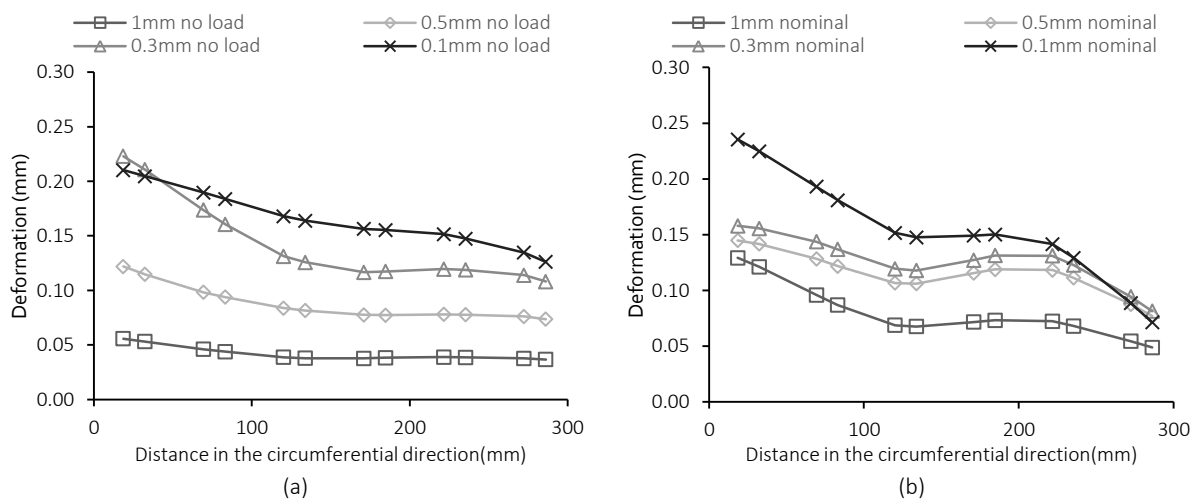 1mm no load 0.5mm no load
0.3mm no load 0.1mm no load
0.30
0.25
0.20
0.15
0.10
0.05
0.00
Deformation (mm)
0 100 200 300
Distance in the circumferential direction(mm)
(a)
1mm nominal 0.5mm nominal
0.3mm nominal 0.1mm nominal
0.30
0.25
0.20
0.15
0.10
0.05
0.00
Deformation (mm)
0 100 200 300
Distance in the circumferential direction(mm)
(b)